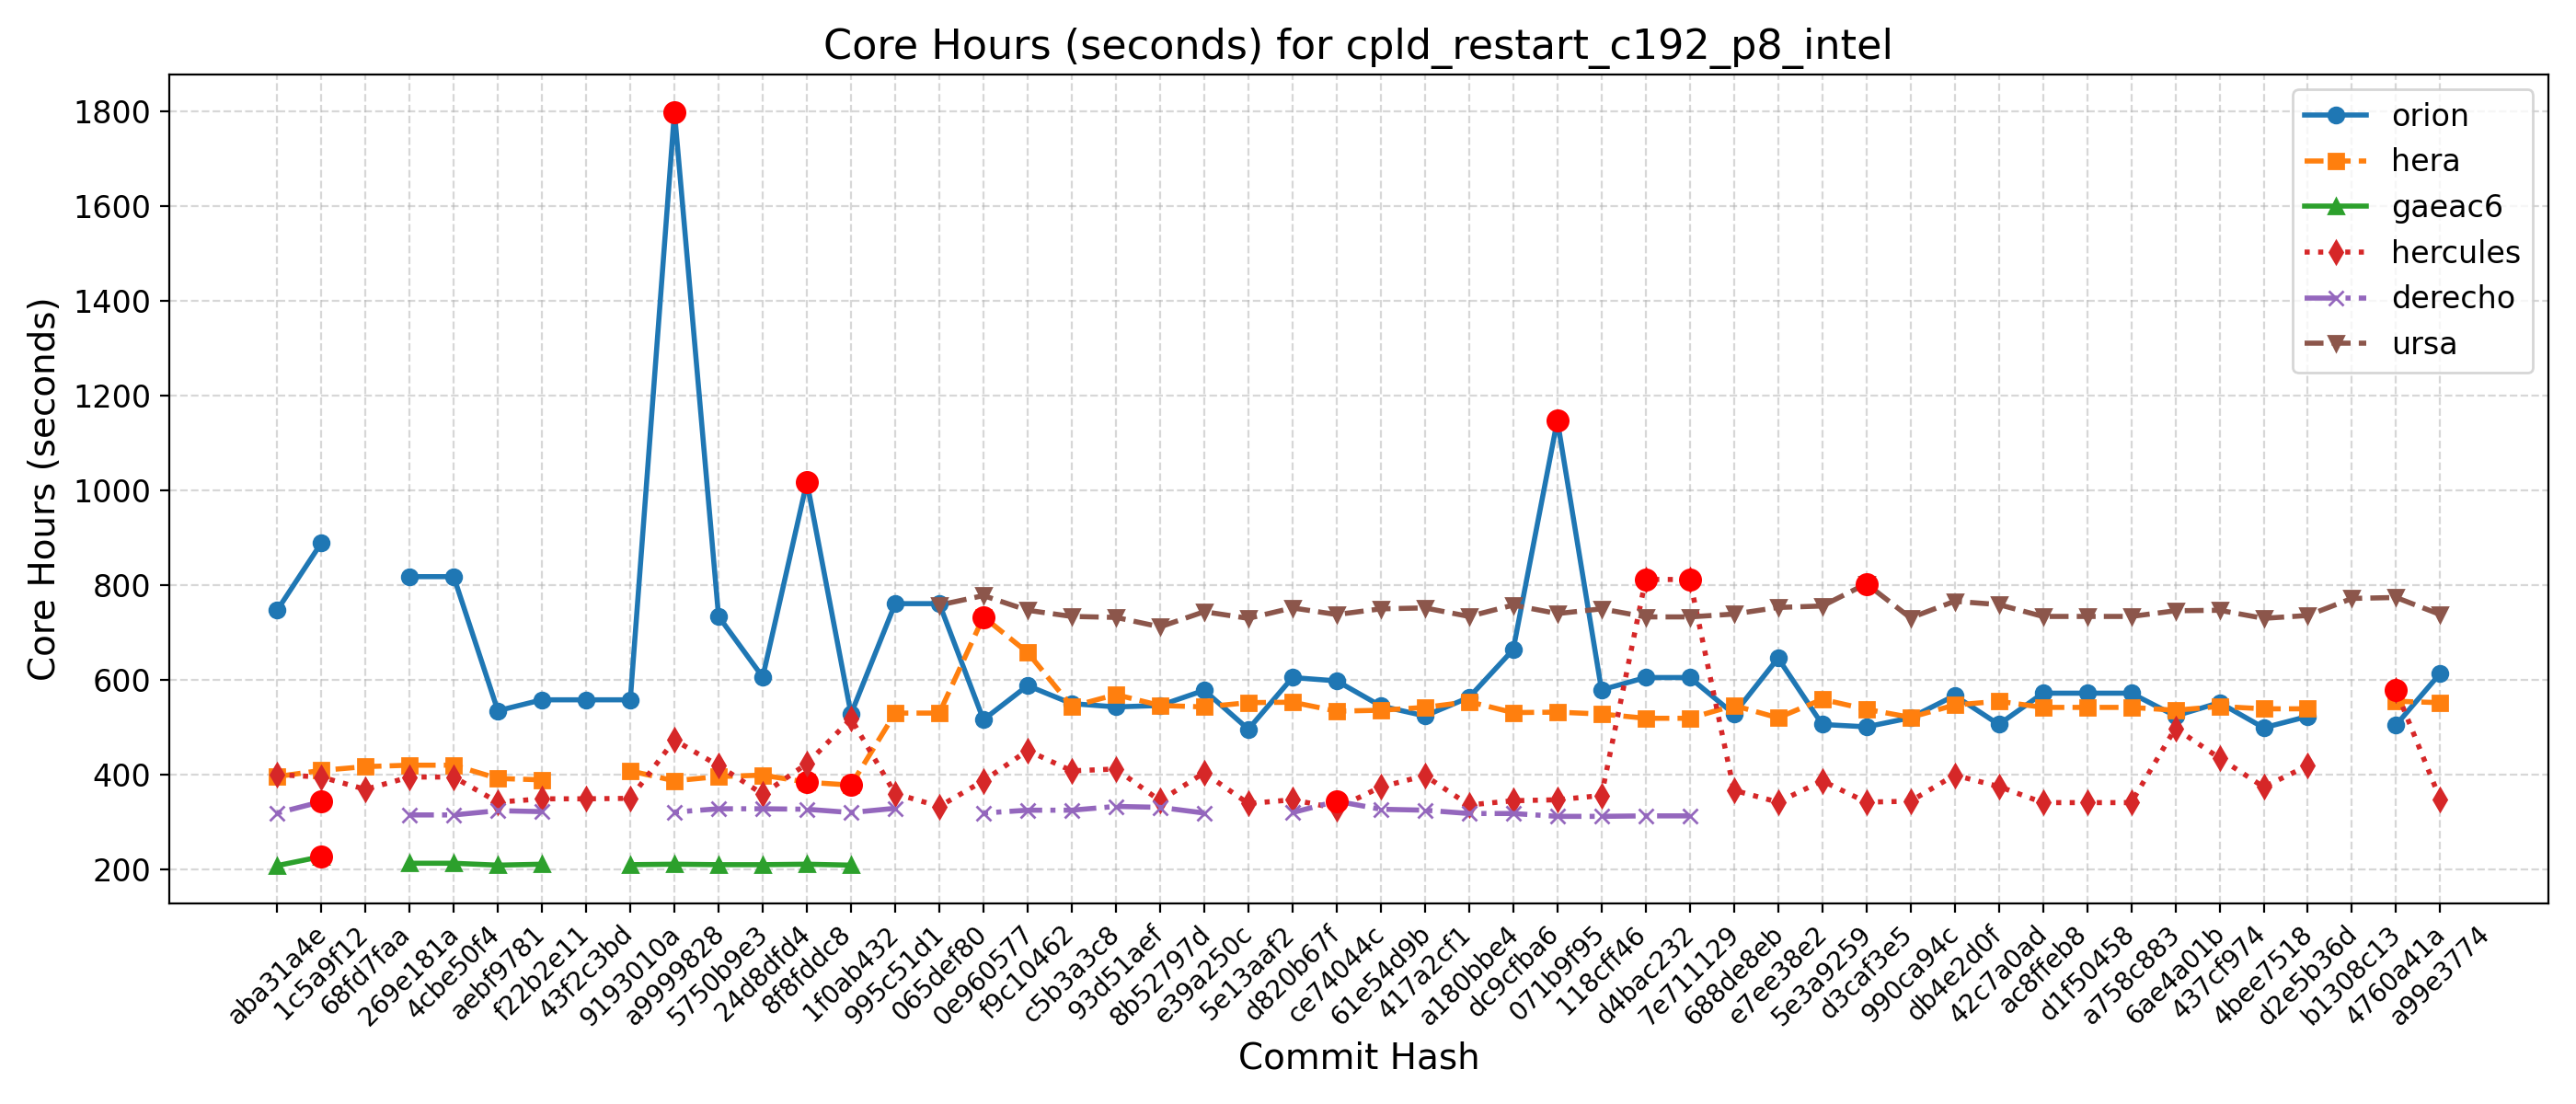 Core Hours (seconds) for cpld_restart_c192_p8_intel
Core Hours (seconds)
1800
1600
1400
1200
1000
800
600
400
200
orion
hera
gaeac6
hercules
derecho
ursa
aba31a4e
1c5a9f12
68fd7faa
269e181a
4cbe50f4
aebf9781
f22b2e11
43f2c3bd
9193010a
a9999828
5750b9e3
24d8dfd4
8f8fddc8
1f0ab432
995c51d1
065def80
0e960577
f9c10462
c5b3a3c8
93d51aef
8b52797d
e39a250c
5e13aaf2
d820b67f
ce74044c
61e54d9b
417a2cf1
a180bbe4
dc9cfba6
071b9f95
118cff46
d4bac232
7e711129
688de8eb
e7ee38e2
5e3a9259
d3caf3e5
990ca94c
db4e2d0f
42c7a0ad
ac8ffeb8
d1f50458
a758c883
6ae4a01b
437cf974
4bee7518
d2e5b36d
b1308c13
4760a41a
a99e3774
Commit Hash